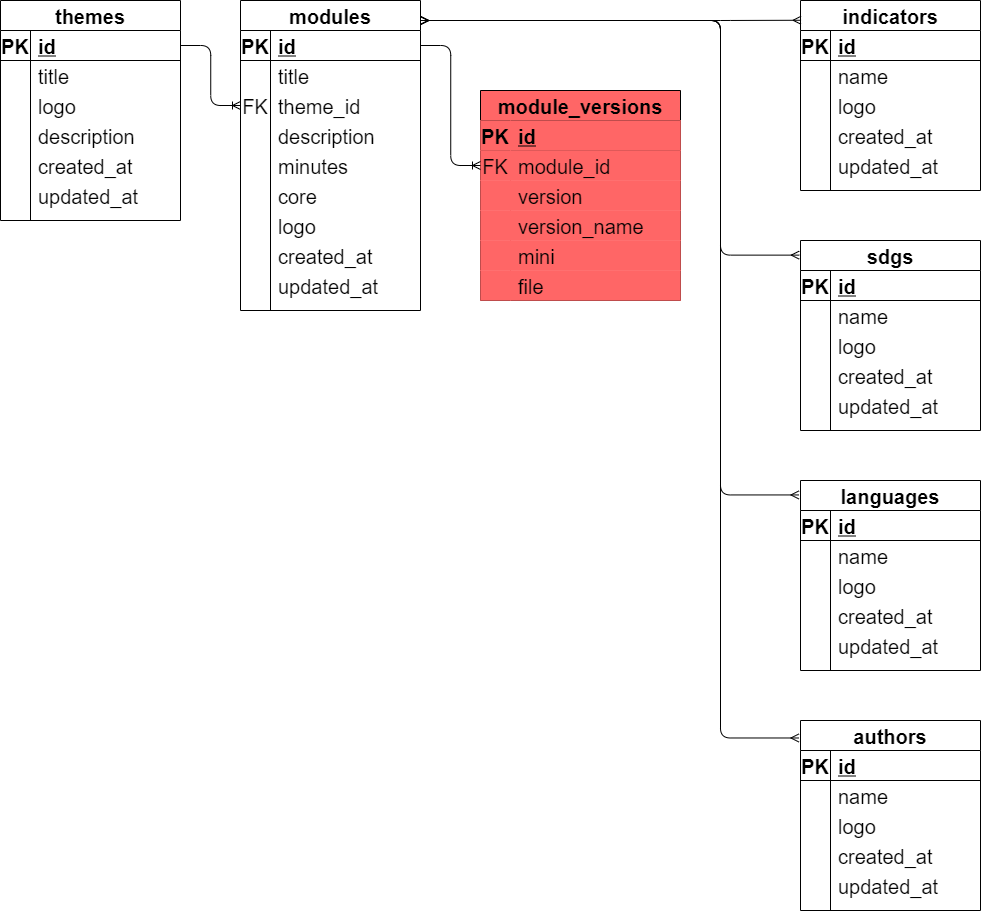 themes
PK id
title
logo
description
created_at
updated_at
modules
PK id
title
FK theme_id
description
minutes
core
logo
created_at
updated_at
module_versions
PK id
FK module_id
version
version_name
mini
file
indicators
PK id
name
logo
created_at
updated_at
sdgs
PK id
name
logo
created_at
updated_at
languages
PK id
name
logo
created_at
updated_at
authors
PK id
name
logo
created_at
updated_at